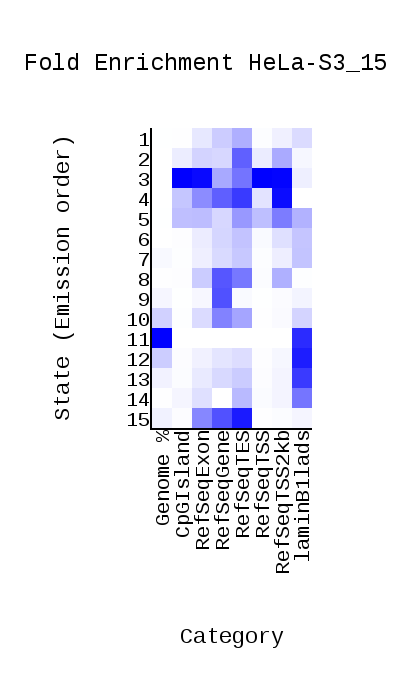 Fold Enrichment HeLa-S3_15
State (Emission order)
1
2
3
4
5
6
7
8
9
10
11
12
13
14
15
Genome %
CpGIsland
RefSeqExon
RefSeqGene
RefSeqTES
RefSeqTSS
RefSeqTSS2kb
laminB1lads
Category